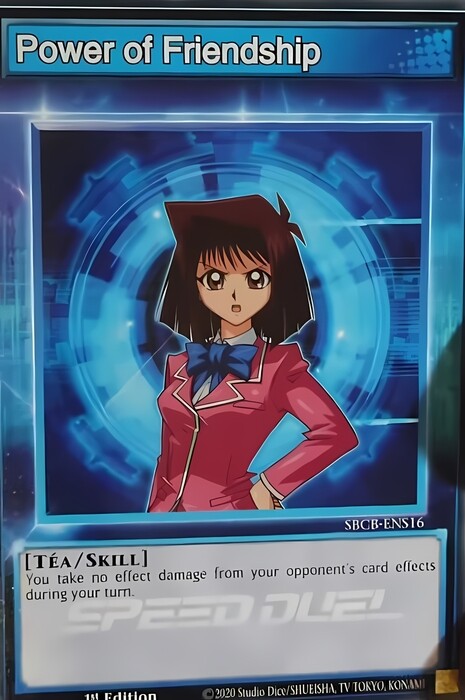 Power of Friendship
SBCB-ENS16
[TÉA/SKILL]
You take no effect damage from your opponent's card effects
during your turn.
SPEED DUEL
1st Edition
©2020 Studio Dice/SHUEISHA, TV TOKYO, KONAMI